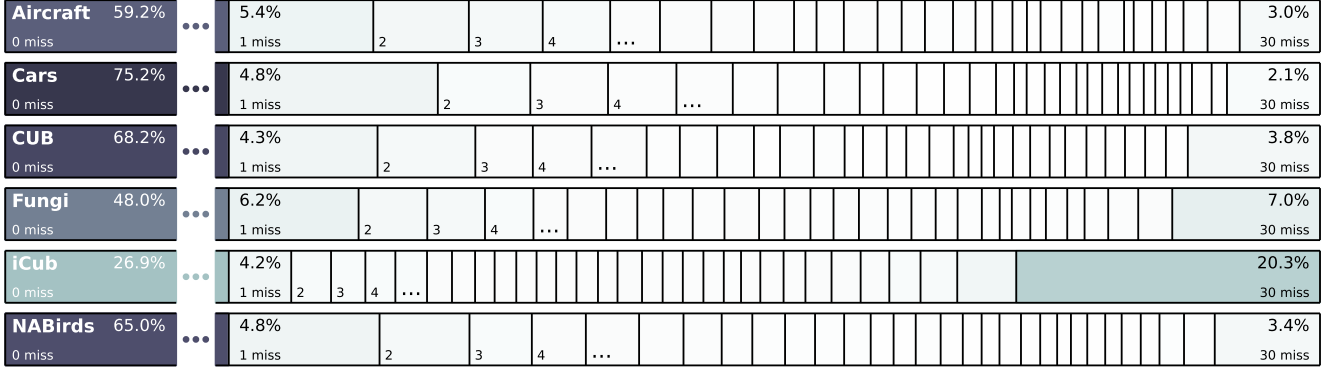 Aircraft 59.2% ••• 5.4% 3.0%
0 miss 1 miss 2 3 4 ... 30 miss
Cars 75.2% ••• 4.8% 2.1%
0 miss 1 miss 2 3 4 ... 30 miss
CUB 68.2% ••• 4.3% 3.8%
0 miss 1 miss 2 3 4 ... 30 miss
Fungi 48.0% ••• 6.2% 7.0%
0 miss 1 miss 2 3 4 ... 30 miss
iCub 26.9% ••• 4.2% 20.3%
0 miss 1 miss 2 3 4 ... 30 miss
NABirds 65.0% ••• 4.8% 3.4%
0 miss 1 miss 2 3 4 ... 30 miss